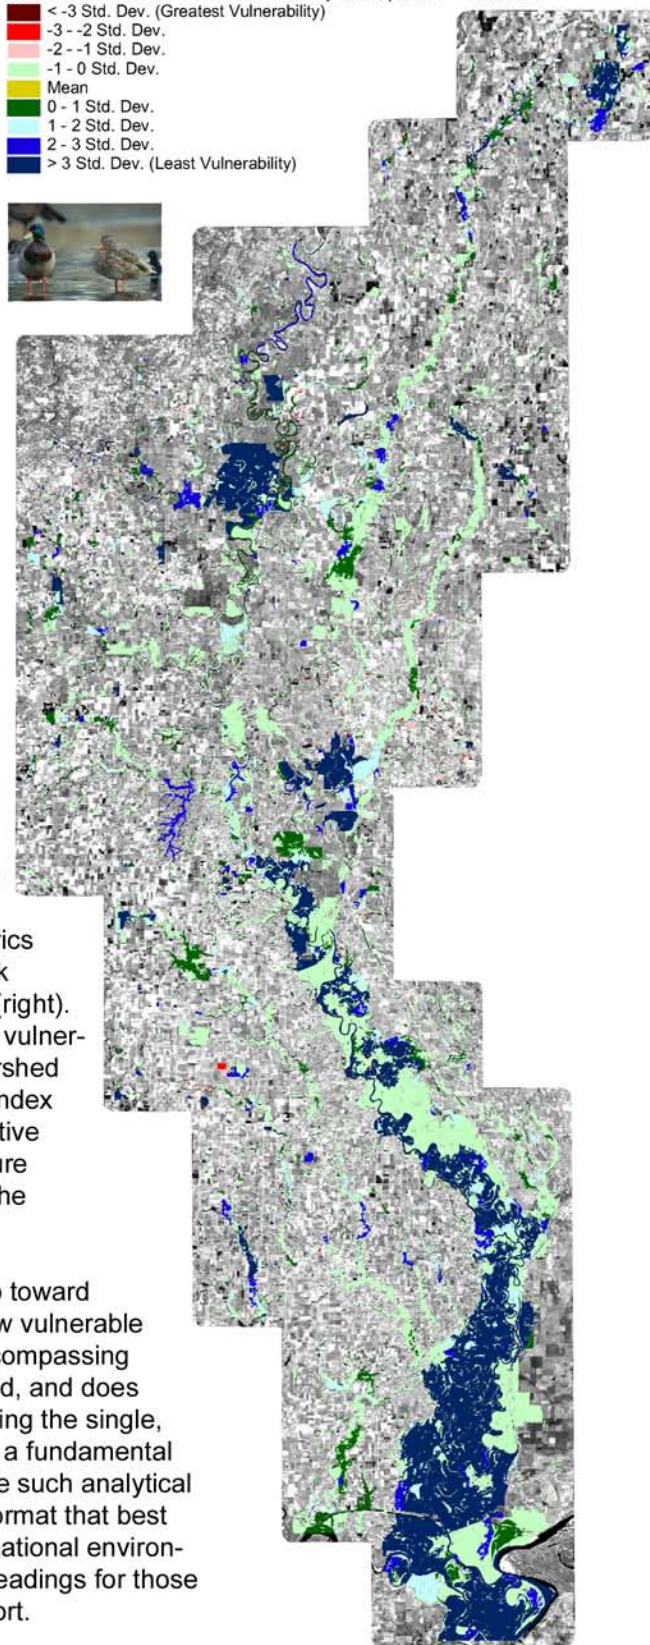 < -3 Std. Dev. (Greatest Vulnerability)
-3 - -2 Std. Dev.
-2 - -1 Std. Dev.
-1 - 0 Std. Dev.
Mean
0 - 1 Std. Dev.
1 - 2 Std. Dev.
2 - 3 Std. Dev.
> 3 Std. Dev. (Least Vulnerability)
rics
k
(right).
vulner-
rshed
ndex
tive
ure
he
toward
w vulnerable
compassing
d, and does
ing the single,
a fundamental
e such analytical
ormat that best
ational environ-
eadings for those
ort.